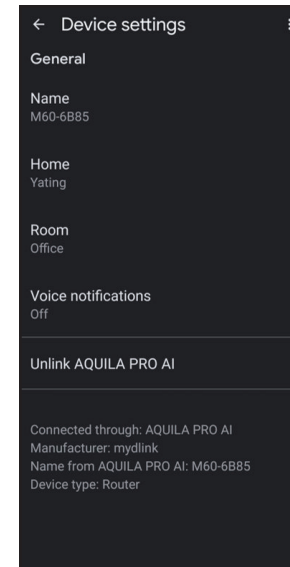 Device settings
General
Name
M60-6B85
Home
Yating
Room
Office
Voice notifications
Off
Unlink AQUILA PRO AI
Connected through: AQUILA PRO AI
Manufacturer: mydlink
Name from AQUILA PRO AI: M60-6B85
Device type: Router